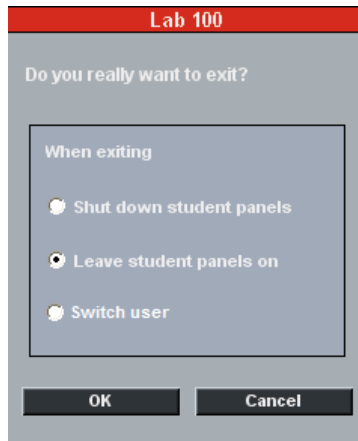 Lab 100
Do you really want to exit?
When exiting
Shut down student panels
Leave student panels on
Switch user
OK Cancel